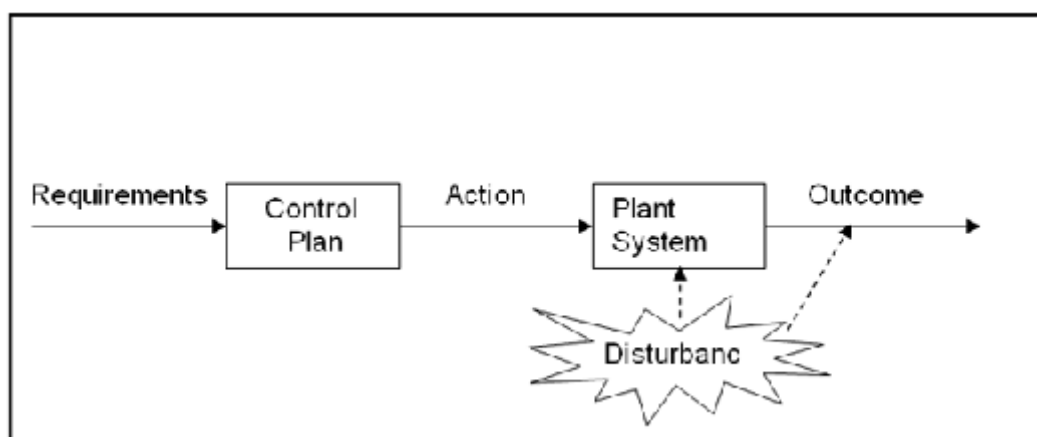 Requirements
Control
Plan
Action
Plant
System
Outcome
Disturbanc